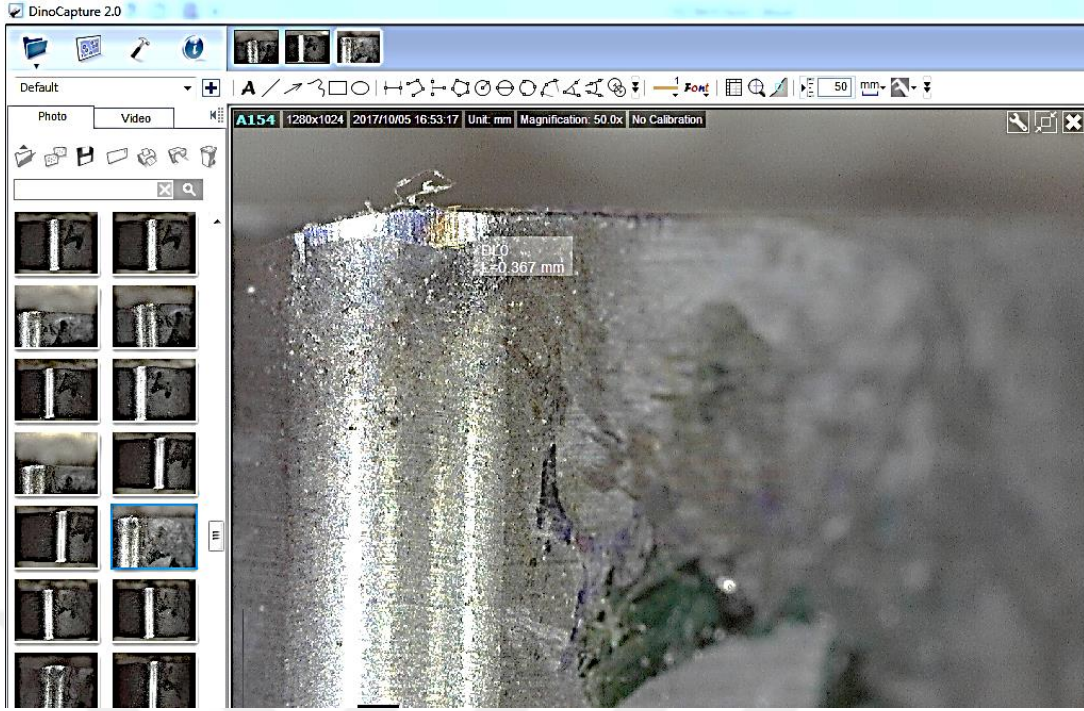 DinoCapture 2.0
Default
A
1
Font
50
mm
Photo
Video
A154 1280x1024 2017/10/05 16:53:17 Unit: mm Magnification: 50.0x No Calibration
L=0.367 mm